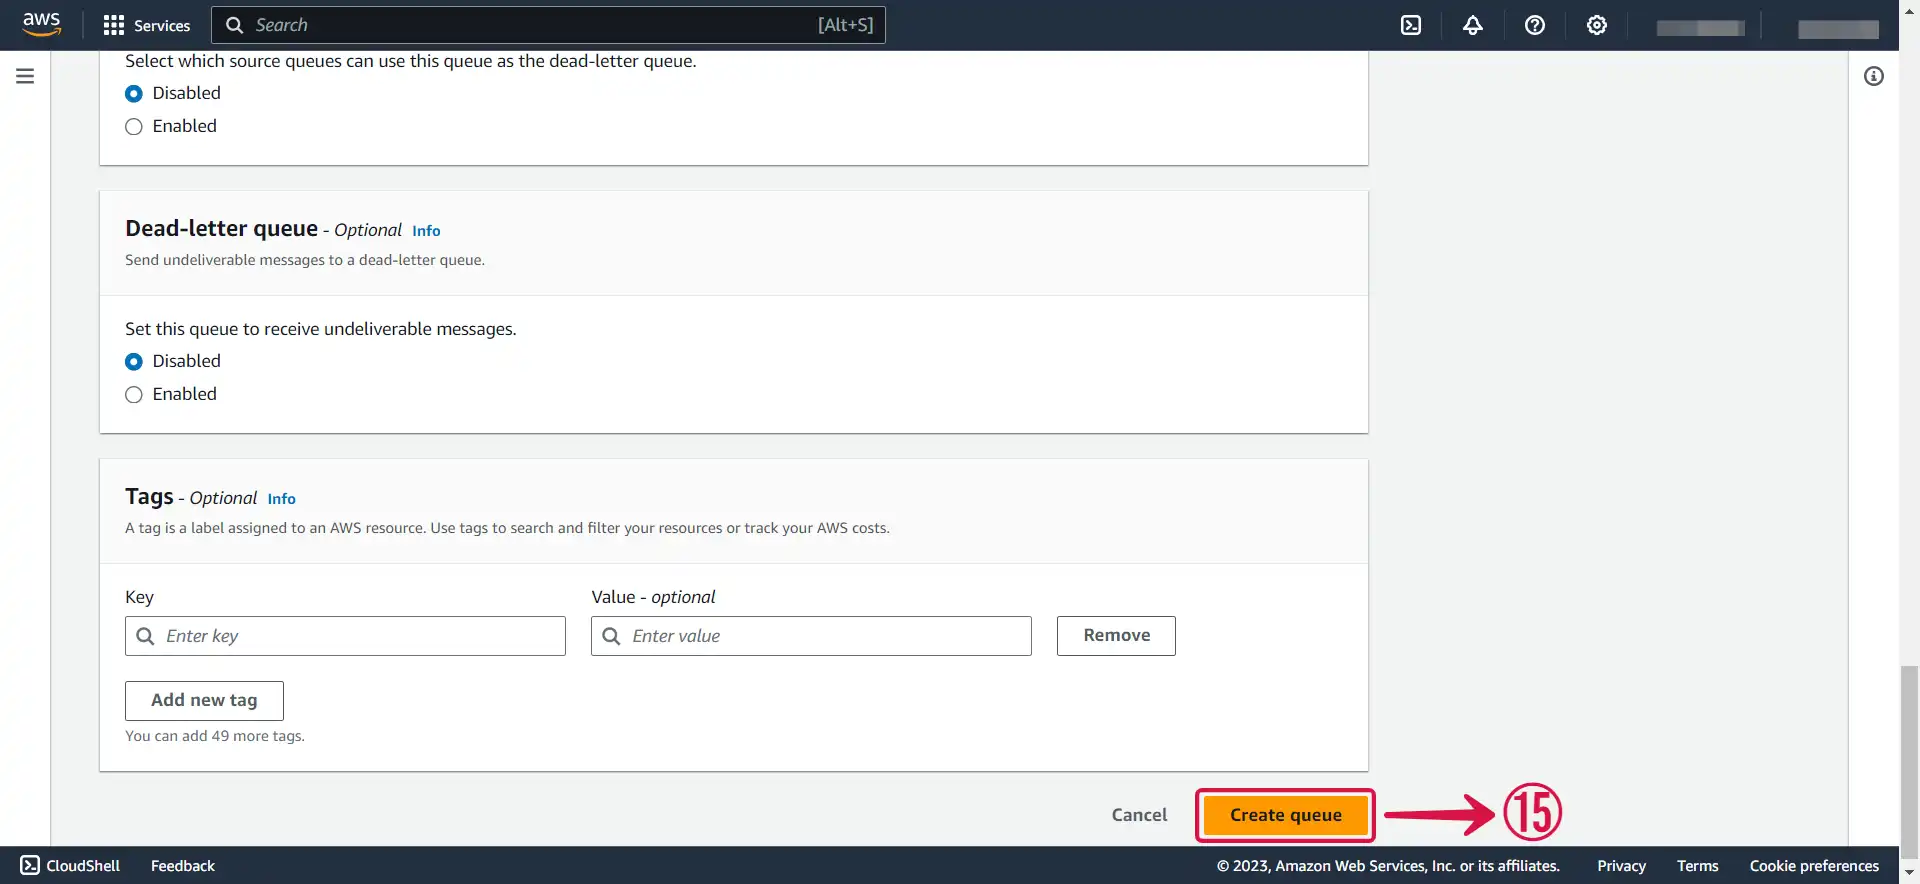 aws
Services
Search
[Alt+S]
Select which source queues can use this queue as the dead-letter queue.
Disabled
Enabled
Dead-letter queue - Optional Info
Send undeliverable messages to a dead-letter queue.
Set this queue to receive undeliverable messages.
Disabled
Enabled
Tags - Optional Info
A tag is a label assigned to an AWS resource. Use tags to search and filter your resources or track your AWS costs.
Key
Value - optional
Enter key
Enter value
Remove
Add new tag
You can add 49 more tags.
Cancel
Create queue
15
CloudShell
Feedback
© 2023, Amazon Web Services, Inc. or its affiliates.
Privacy
Terms
Cookie preferences